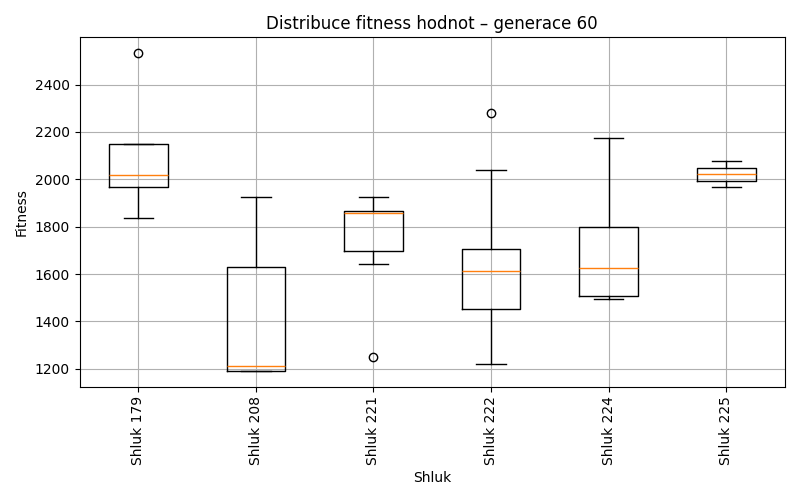 Distribuce fitness hodnot – generace 60
Fitness
2400
2200
2000
1800
1600
1400
1200
Shluk 179
Shluk 208
Shluk 221
Shluk 222
Shluk 224
Shluk 225
Shluk